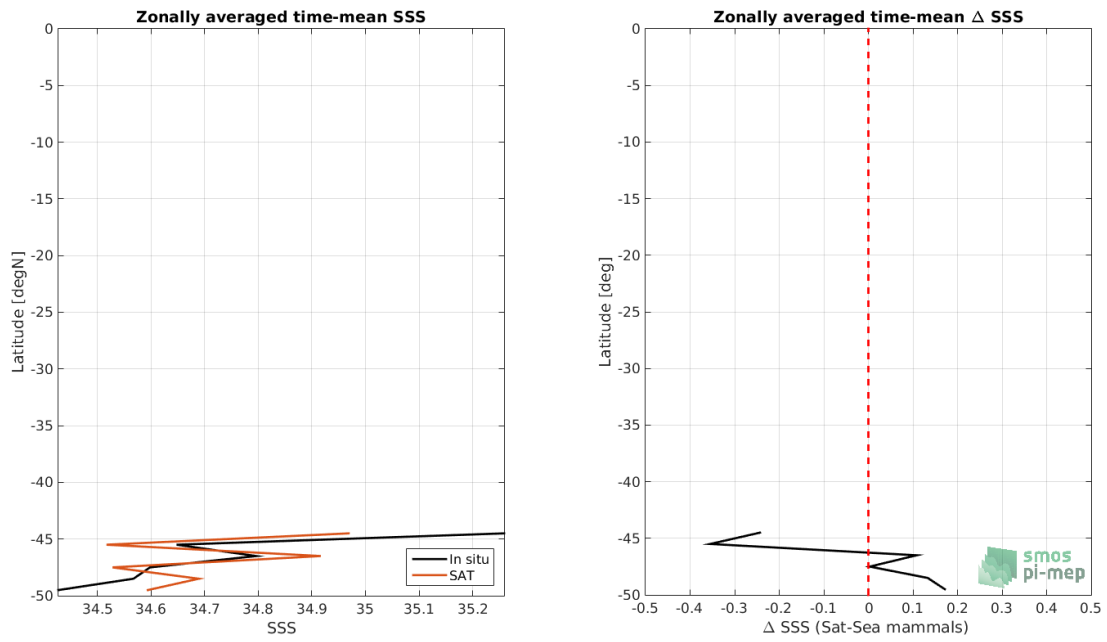 Zonally averaged time-mean SSS
0
-5
-10
-15
-20
-25
-30
-35
-40
-45
-50
Latitude [degN]
34.5 34.6 34.7 34.8 34.9 35 35.1 35.2
SSS
In situ
SAT
Zonally averaged time-mean Δ SSS
0
-5
-10
-15
-20
-25
-30
-35
-40
-45
-50
Latitude [deg]
-0.5 -0.4 -0.3 -0.2 -0.1 0 0.1 0.2 0.3 0.4 0.5
Δ SSS (Sat-Sea mammals)
smos
pi-mep